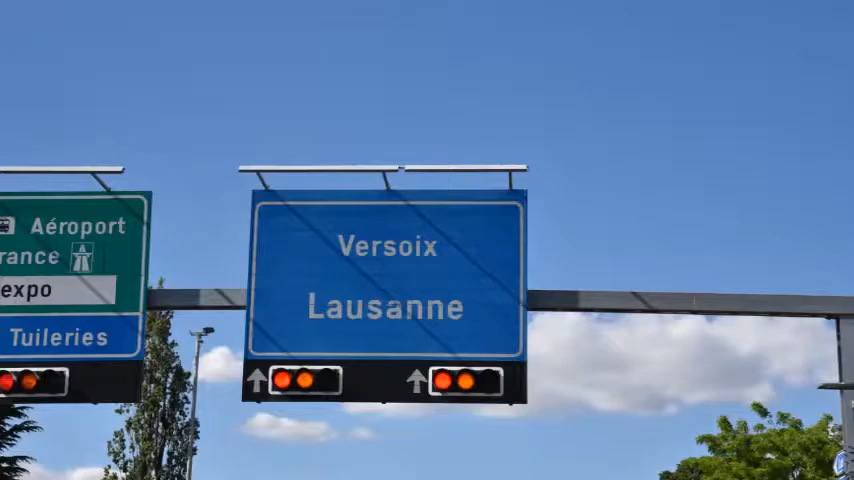 Aéroport
rance
expo
Tuileries
Versoix
Lausanne